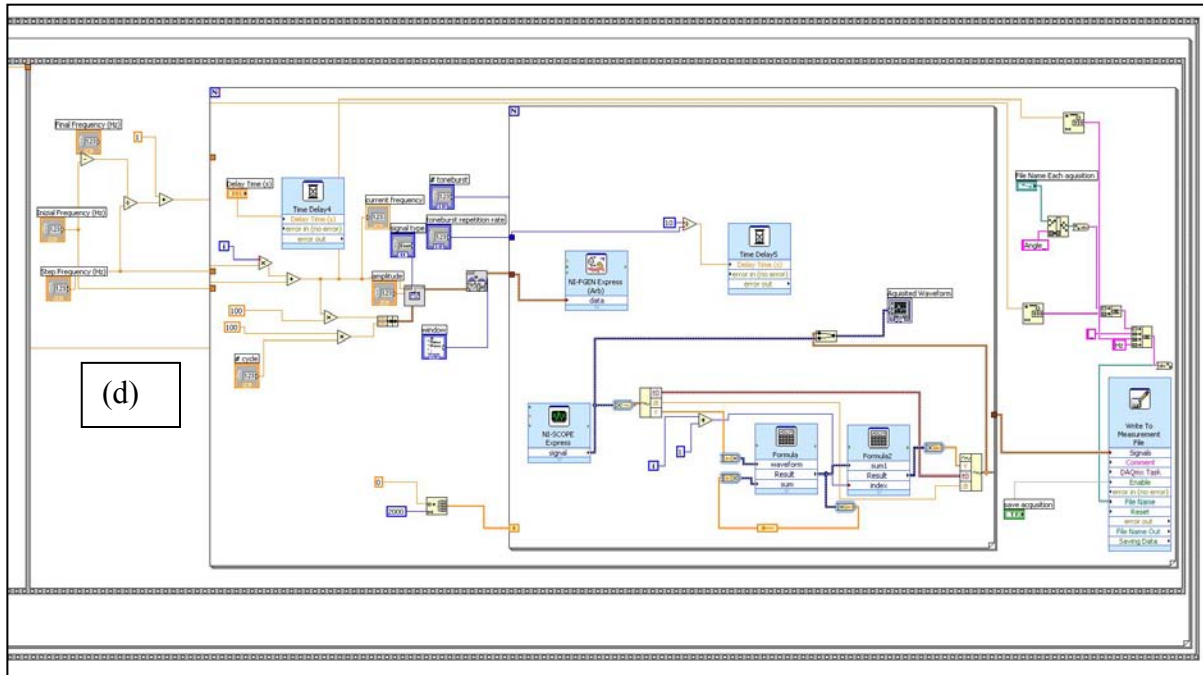 N
N
Final Frequency (Hz)
1
Inizial Frequency (Hz)
Step Frequency (Hz)
(d)
Delay Time (s)
Time Delay4
Delay Time (s)
error in (no error)
error out
current frequency
signal type
# toneburst
toneburst repetition rate
i
amplitude
100
100
# cycle
window
0
2000
NI-FGEN Express
(Arb)
data
10
Time Delay5
Delay Time (s)
error in (no error)
error out
Aquisited Waveform
NI-SCOPE
Express
signal
i
1
Formula
waveform
Result
sum
Formula2
sum1
Result
index
File Name Each aquisition
Angle_
Hz
save acqusition
Write To
Measurement
File
Signals
Comment
DAQmx Task
Enable
error in (no error)
File Name
Reset
error out
File Name Out
Saving Data